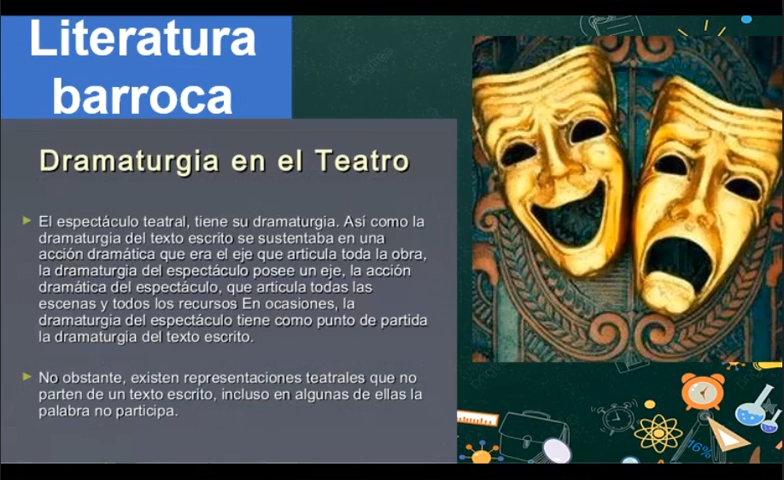 Literatura
barroca
Dramaturgia en el Teatro
El espectáculo teatral, tiene su dramaturgia. Así como la
dramaturgia del texto escrito se sustentaba en una
acción dramática que era el eje que articula toda la obra,
la dramaturgia del espectáculo posee un eje, la acción
dramática del espectáculo, que articula todas las
escenas y todos los recursos En ocasiones, la
dramaturgia del espectáculo tiene como punto de partida
la dramaturgia del texto escrito.
No obstante, existen representaciones teatrales que no
parten de un texto escrito, incluso en algunas de ellas la
palabra no participa.
16%